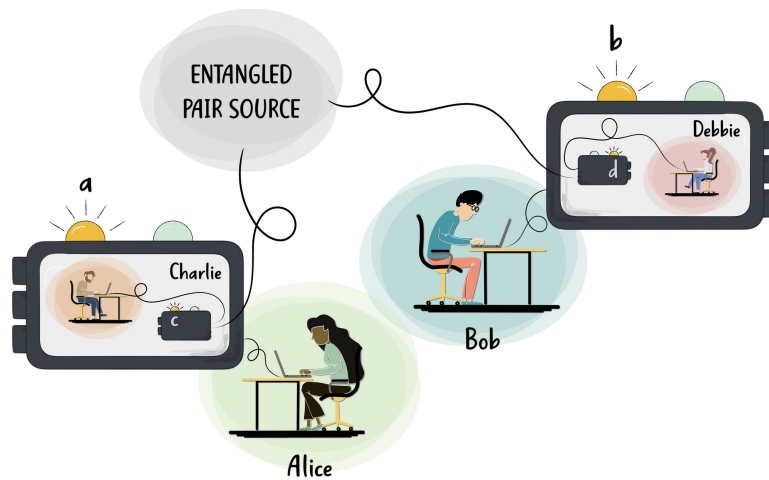 ENTANGLED
PAIR SOURCE
b
Debbie
d
a
Charlie
c
Bob
Alice